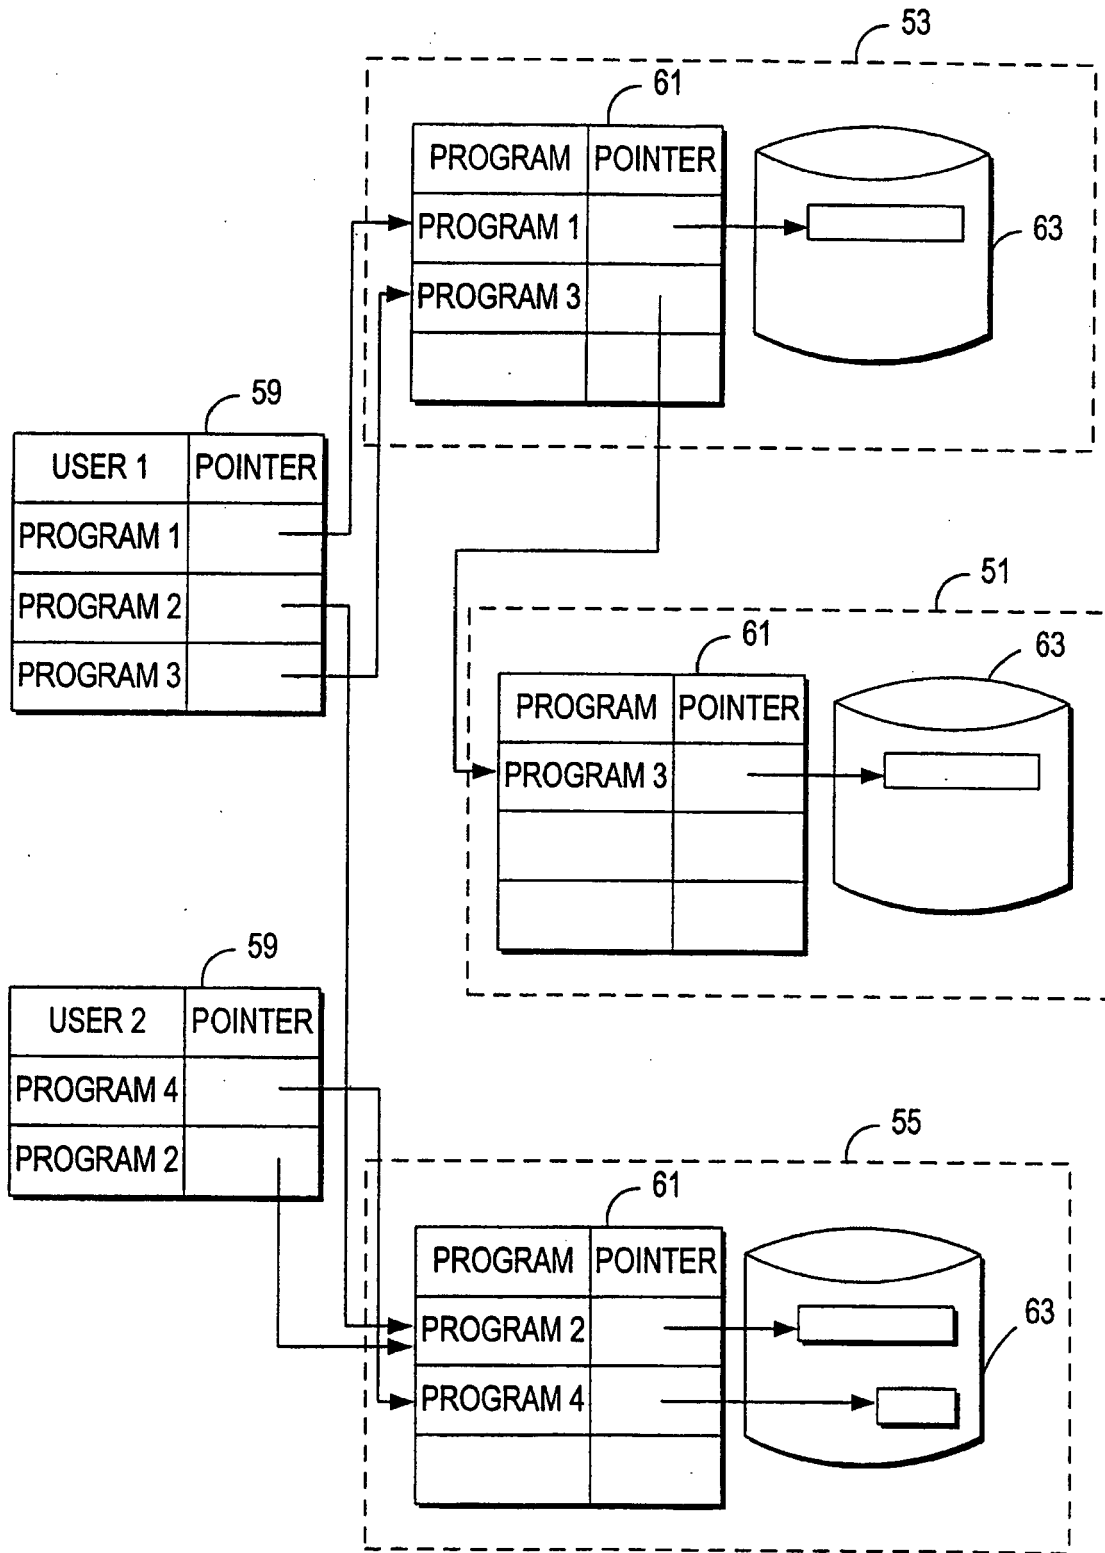 53
61
PROGRAM POINTER
PROGRAM 1
PROGRAM 3
63
59
USER 1 POINTER
PROGRAM 1
PROGRAM 2
PROGRAM 3
51
61
63
PROGRAM POINTER
PROGRAM 3
59
USER 2 POINTER
PROGRAM 4
PROGRAM 2
55
61
PROGRAM POINTER
PROGRAM 2
PROGRAM 4
63